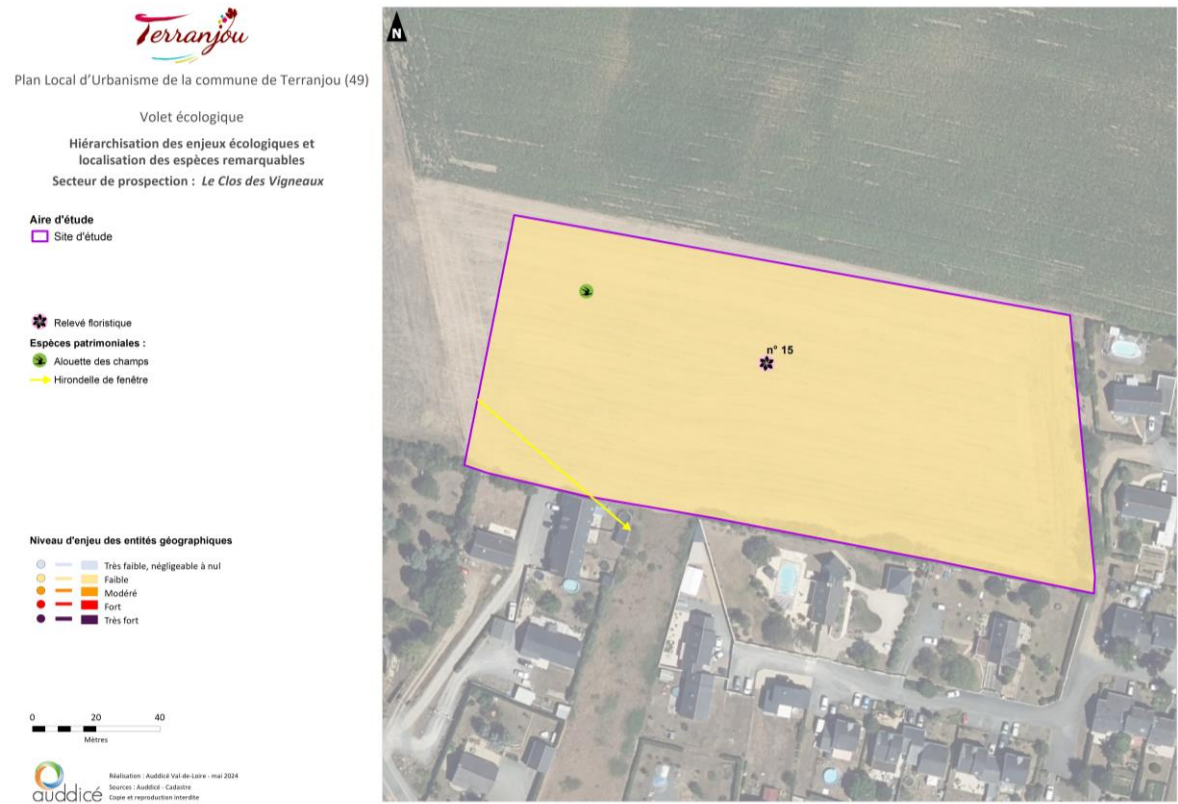 Terranjou
Plan Local d'Urbanisme de la commune de Terranjou (49)
Volet écologique
Hiérarchisation des enjeux écologiques et
localisation des espèces remarquables
Secteur de prospection : Le Clos des Vigneaux
Aire d'étude
Site d'étude
Relevé floristique
Espèces patrimoniales :
Alouette des champs
Hirondelle de fenêtre
Niveau d'enjeu des entités géographiques
Très faible, négligeable à nul
Faible
Modéré
Fort
Très fort
0 20 40
Mètres
auddicé
Réalisation : Auddicé Val-de-Loire - mai 2024
Sources : Auddicé - Cadastre
Copie et reproduction interdite
N
n° 15